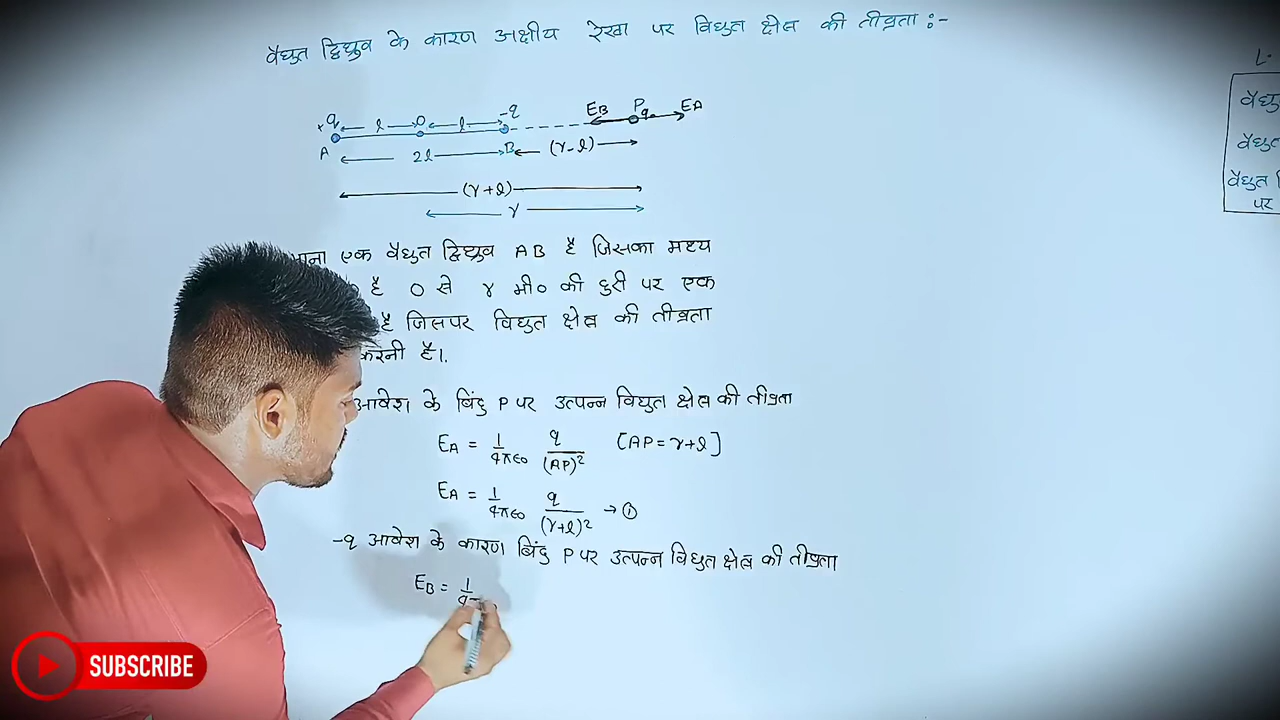 वैद्युत द्विध्रुव के कारण अक्षीय रेखा पर विद्युत क्षेत्र की तीव्रता :-
L.
वैद्यु
वैद्यु
वैद्युत
पर
+q l O l -q EB P q0 EA
A 2l B (r-l)
(r+l)
r
माना एक वैद्युत द्विध्रुव AB है जिसका मध्य
है O से r मी० की दुरी पर एक
है जिसपर विद्युत क्षेत्र की तीव्रता
करनी है।
आवेश के बिंदु P पर उत्पन्न विद्युत क्षेत्र की तीव्रता
EA = 1/4πϵ0 q/(AP)² [AP = r+l]
EA = 1/4πϵ0 q/(r+l)² → ①
-q आवेश के कारण बिंदु P पर उत्पन्न विद्युत क्षेत्र की तीव्रता
EB = 1/4
SUBSCRIBE